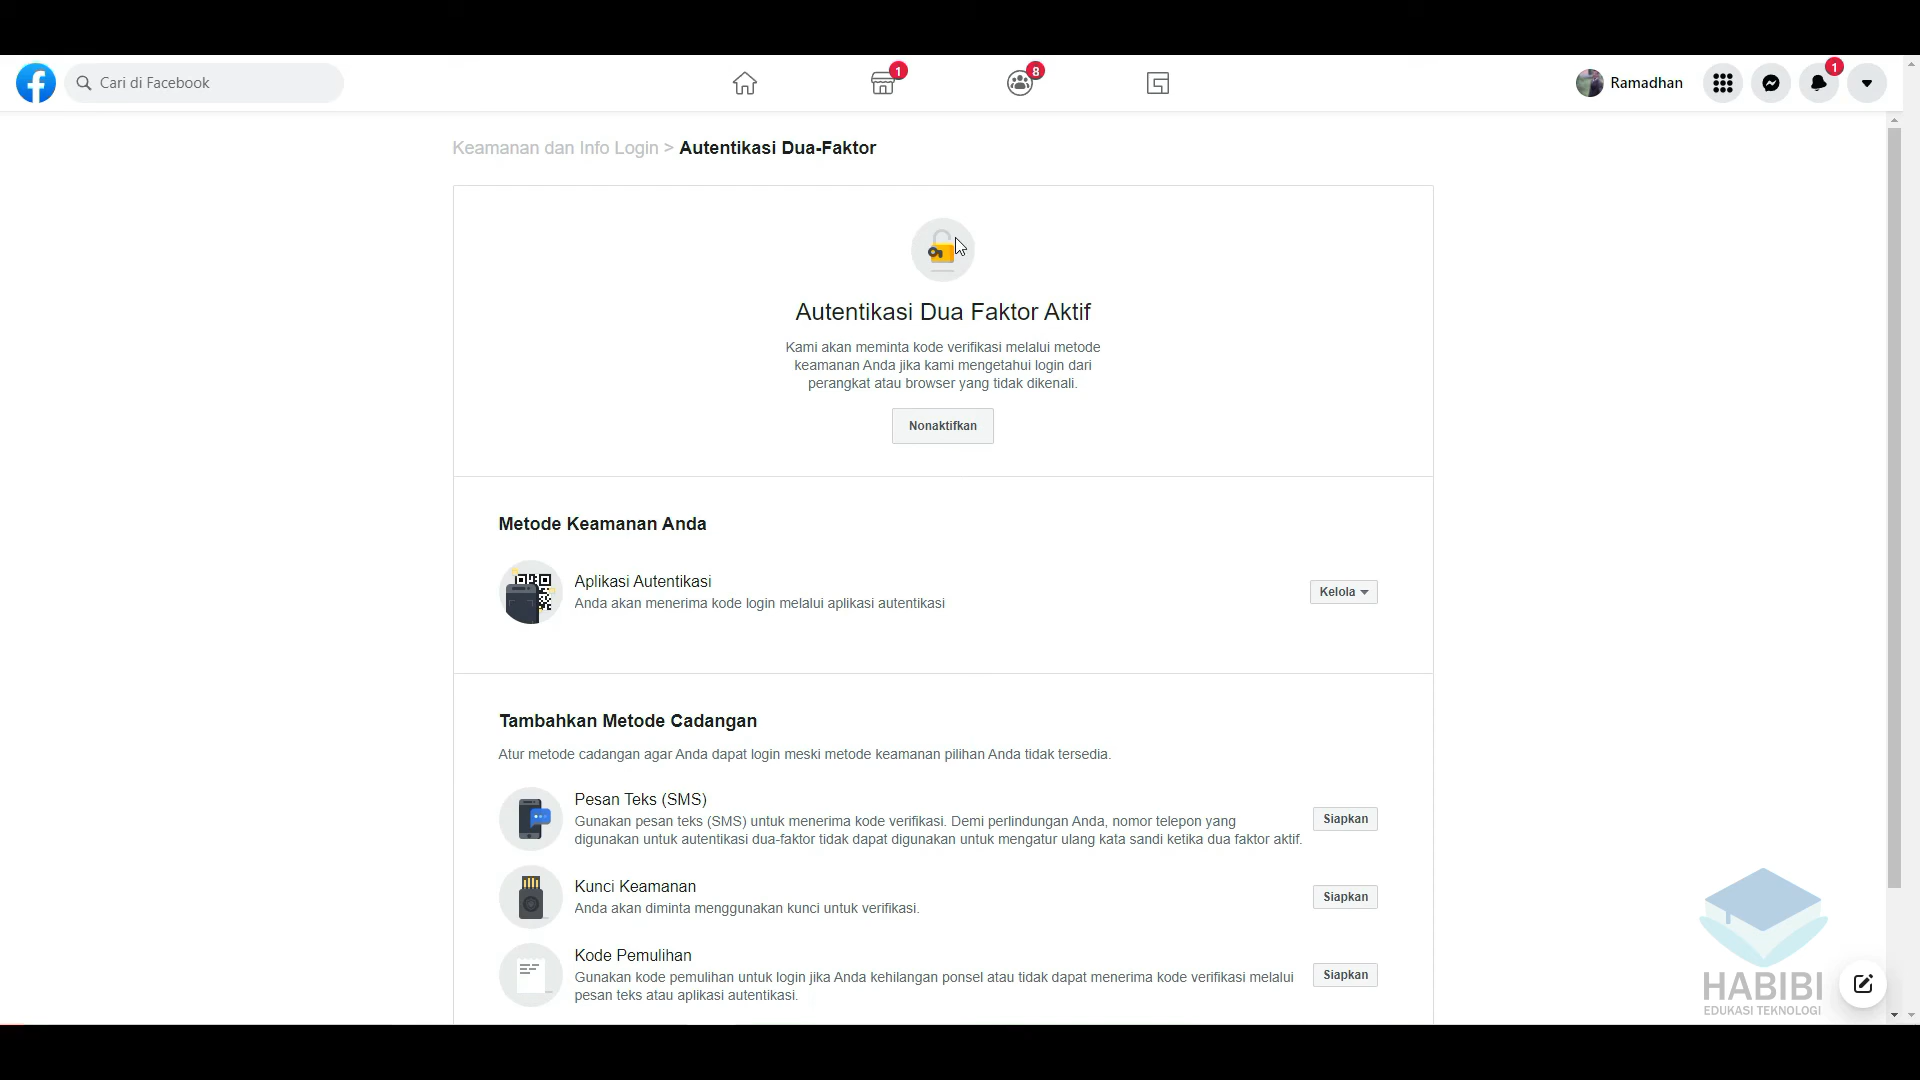 Cari di Facebook
1
8
Ramadhan
1
Keamanan dan Info Login > Autentikasi Dua-Faktor
Autentikasi Dua Faktor Aktif
Kami akan meminta kode verifikasi melalui metode
keamanan Anda jika kami mengetahui login dari
perangkat atau browser yang tidak dikenali.
Nonaktifkan
Metode Keamanan Anda
Aplikasi Autentikasi
Anda akan menerima kode login melalui aplikasi autentikasi
Kelola
Tambahkan Metode Cadangan
Atur metode cadangan agar Anda dapat login meski metode keamanan pilihan Anda tidak tersedia.
Pesan Teks (SMS)
Gunakan pesan teks (SMS) untuk menerima kode verifikasi. Demi perlindungan Anda, nomor telepon yang
digunakan untuk autentikasi dua-faktor tidak dapat digunakan untuk mengatur ulang kata sandi ketika dua faktor aktif.
Siapkan
Kunci Keamanan
Anda akan diminta menggunakan kunci untuk verifikasi.
Siapkan
Kode Pemulihan
Gunakan kode pemulihan untuk login jika Anda kehilangan ponsel atau tidak dapat menerima kode verifikasi melalui
pesan teks atau aplikasi autentikasi.
Siapkan
HABIBI
EDUKASI TEKNOLOGI